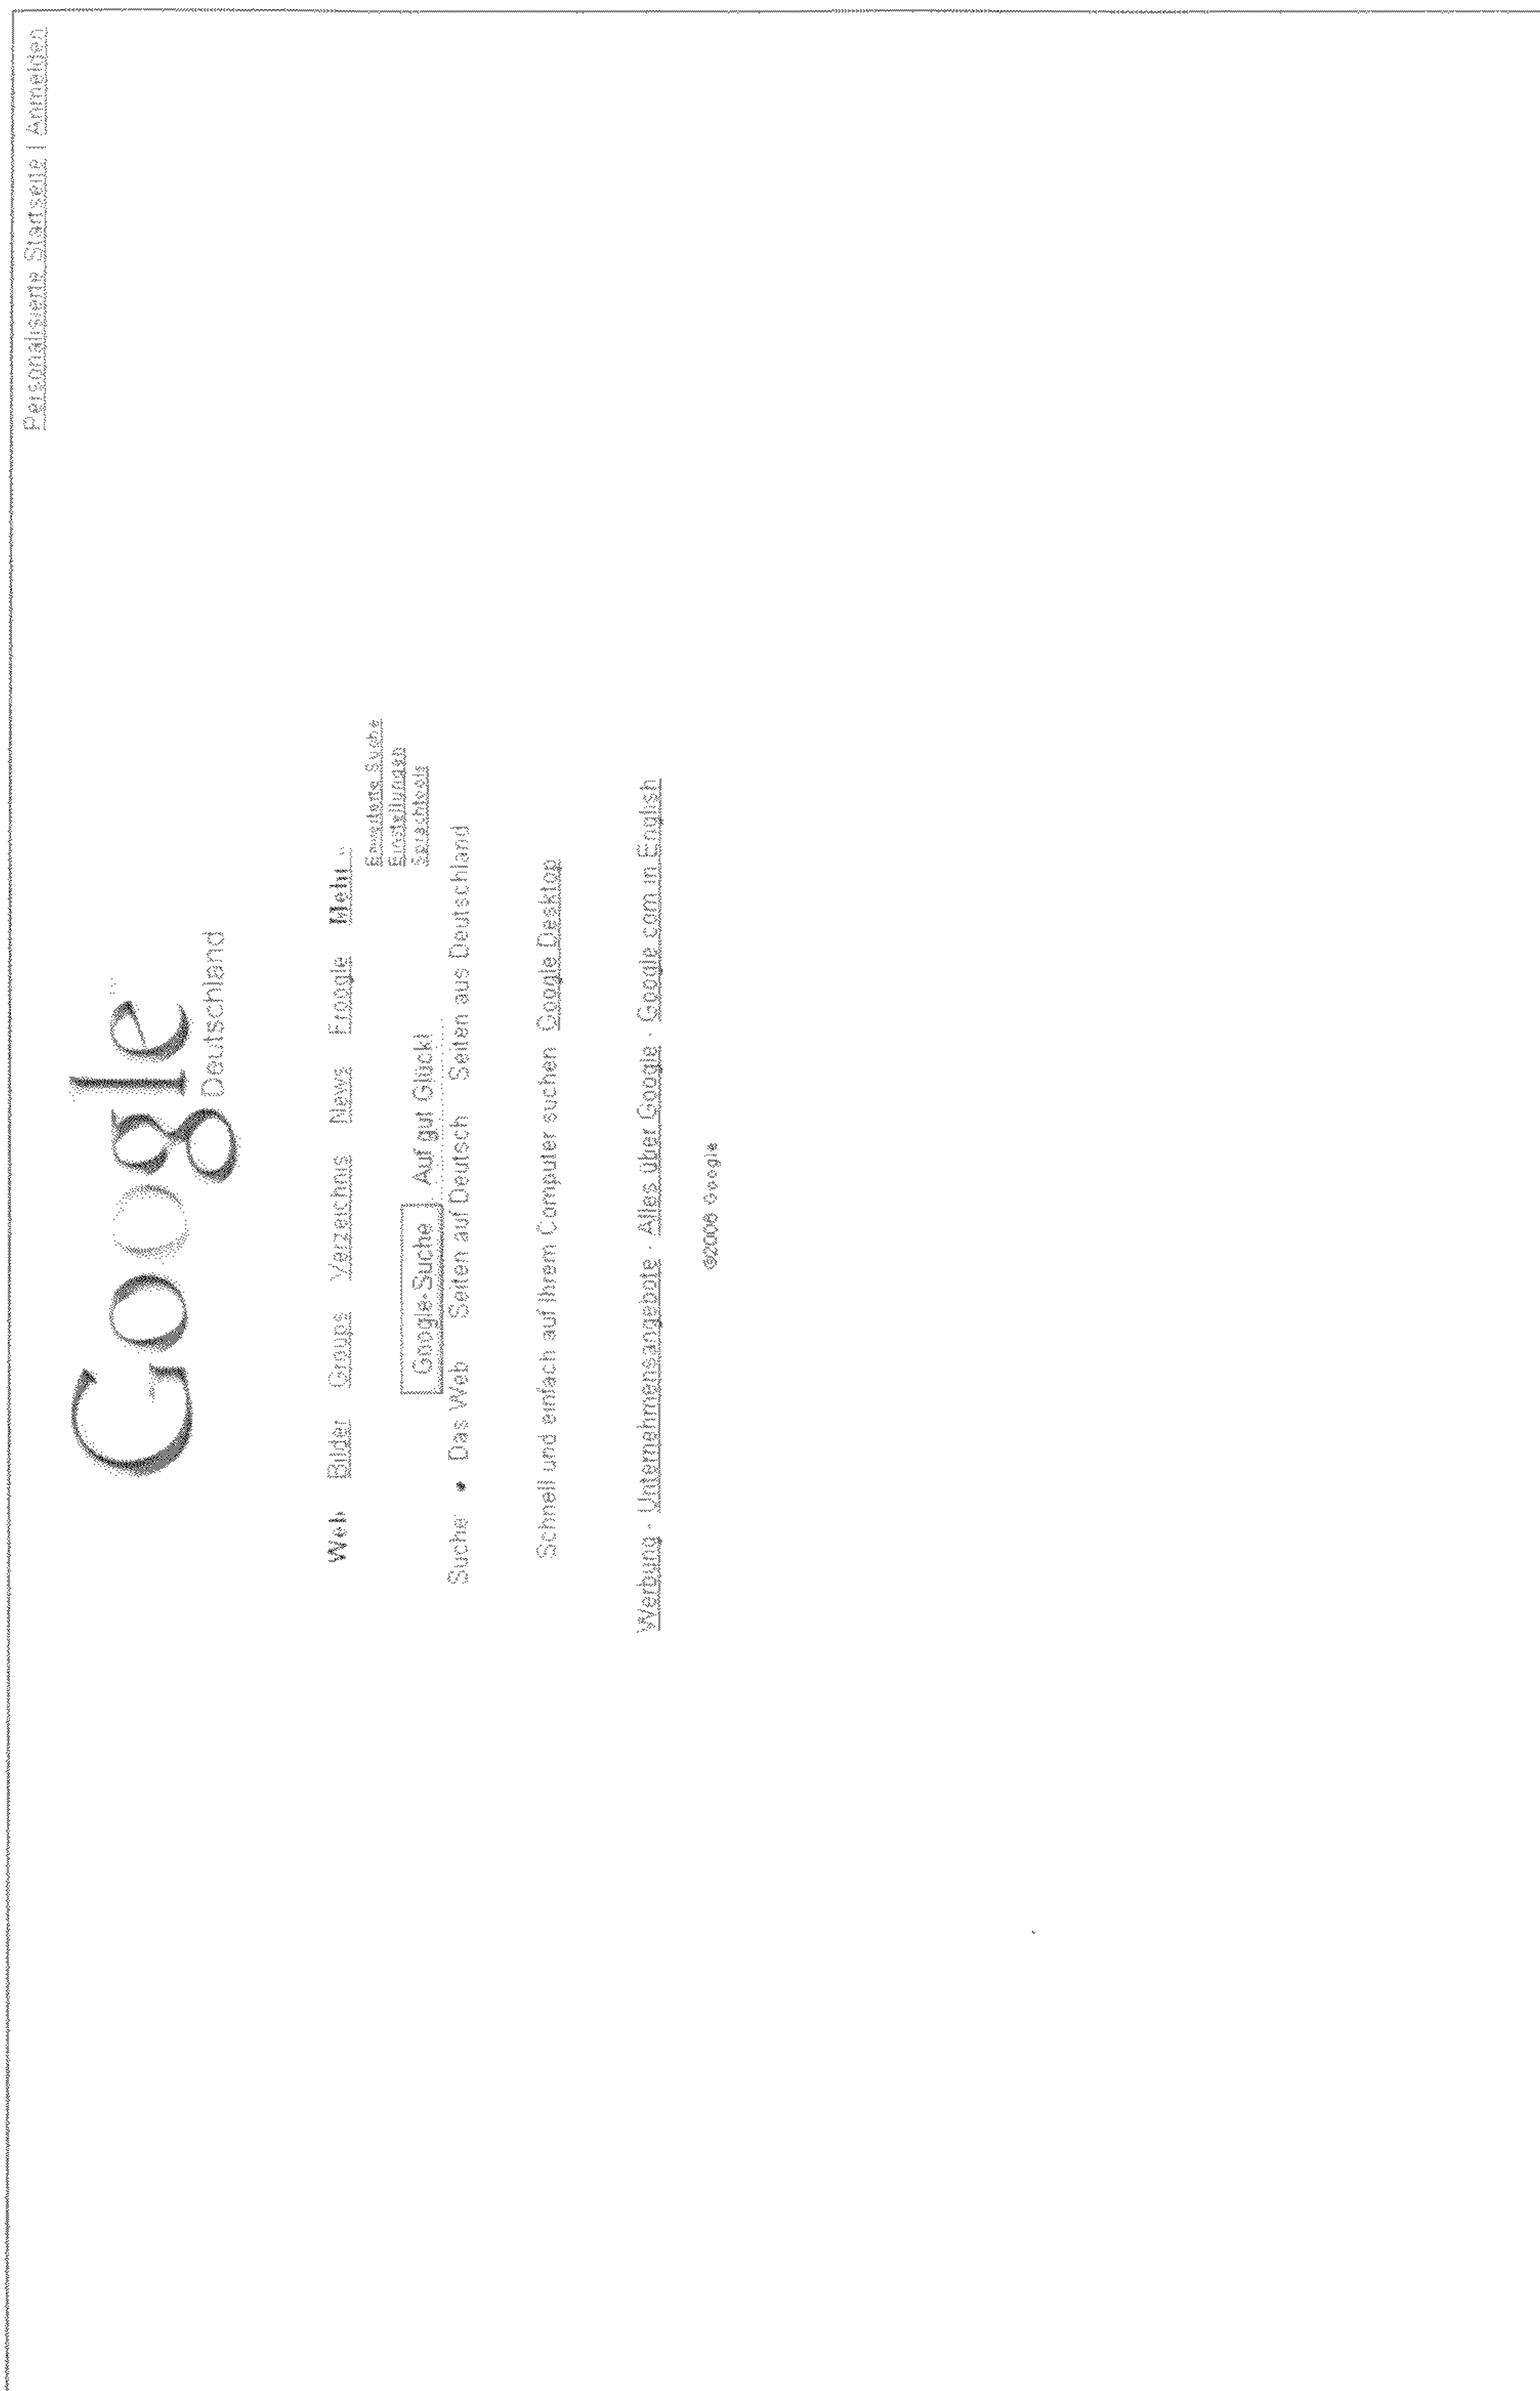 Personalisierte Startseite | Anmelden
Google
Deutschland
Web Bilder Groups Verzeichnis News Froogle Mehr »
Erweiterte Suche
Einstellungen
Sprachtools
Google-Suche Auf gut Glück!
Suche: Das Web Seiten auf Deutsch Seiten aus Deutschland
Schnell und einfach auf Ihrem Computer suchen: Google Desktop
Werbung - Unternehmensangebote - Alles über Google - Google.com in English
©2006 Google